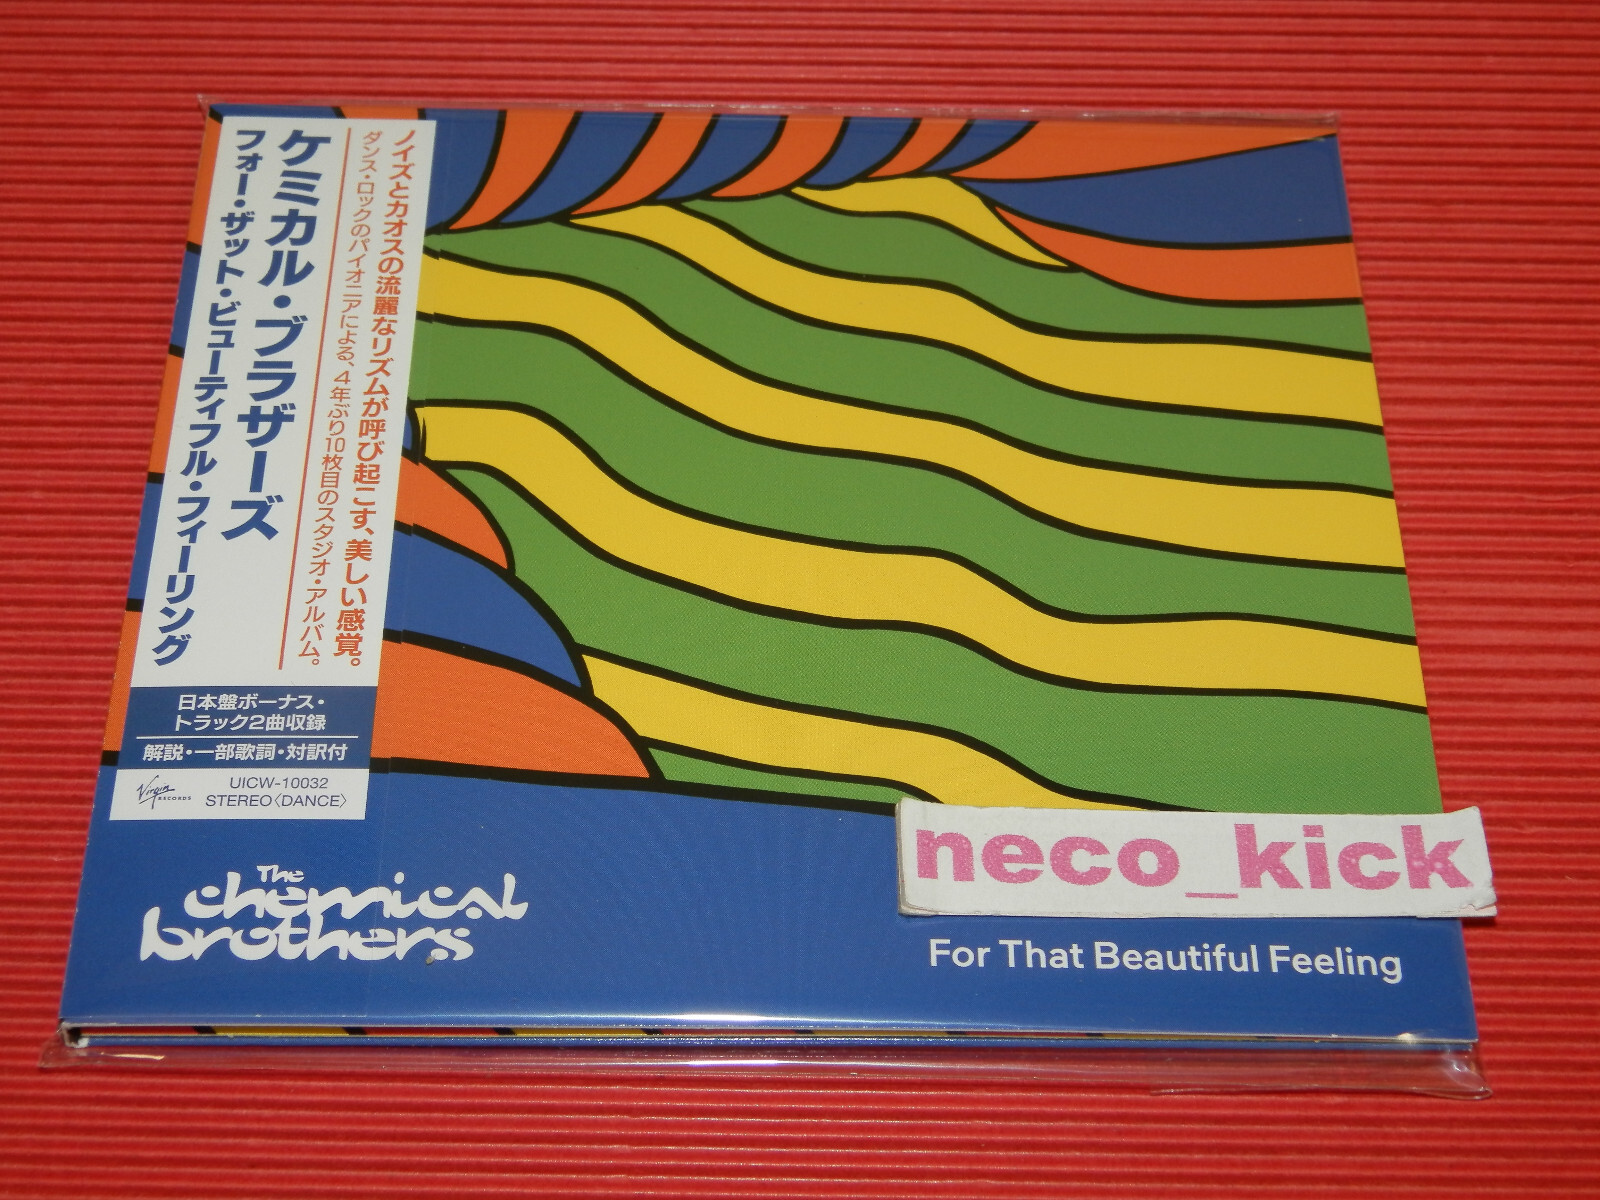 ノイズとカオスの流麗なリズムが呼び起こす、美しい感覚。
ダンス・ロックのパイオニアによる、4年ぶり10枚目のスタジオ・アルバム。
ケミカル・ブラザーズ
フォー・ザット・ビューティフル・フィーリング
日本盤ボーナス・
トラック2曲収録
解説・一部歌詞・対訳付
Virgin
RECORDS
UICW-10032
STEREO〈DANCE〉
The
chemical
brothers
neco_kick
For That Beautiful Feeling